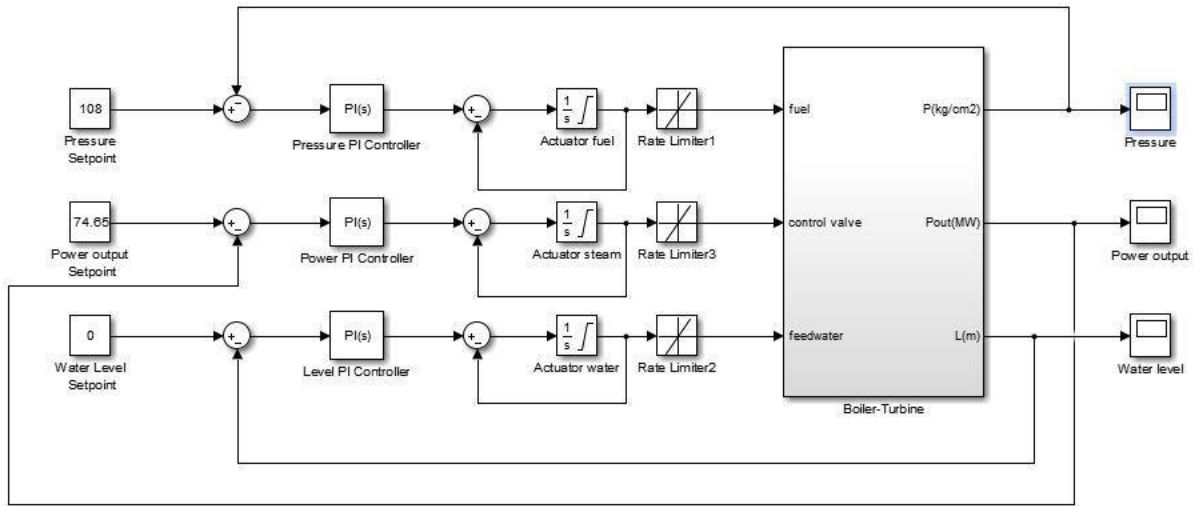 108
Pressure
Setpoint
PI(s)
Pressure PI Controller
1
s
Actuator fuel
Rate Limiter1
fuel
P(kg/cm2)
Pressure
74.65
Power output
Setpoint
PI(s)
Power PI Controller
1
s
Actuator steam
Rate Limiter3
control valve
Pout(MW)
Power output
0
Water Level
Setpoint
PI(s)
Level PI Controller
1
s
Actuator water
Rate Limiter2
feedwater
L(m)
Water level
Boiler-Turbine